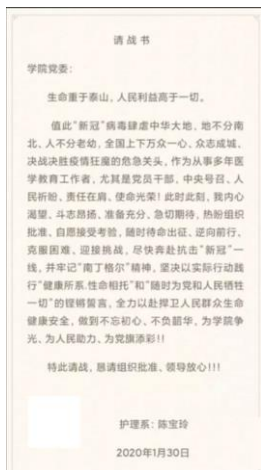 请战书
学院党委:
生命重于泰山，人民利益高于一切。
值此“新冠”病毒肆虐中华大地、地不分南
北、人不分老幼，全国上下万众一心、众志成城、
决战决胜疫情狂魔的危急关头，作为从事多年医
学教育工作者，尤其是党员干部，中央号召、人
民祈盼，责任在肩、使命光荣！此时此刻，我内心
渴望、斗志昂扬、准备充分、急切期待，热盼组织
批准，自愿接受考验，随时待命出征、逆向前行、
克服困难、迎接挑战，尽快奔赴抗击“新冠”一
线，并牢记“南丁格尔”精神，坚决以实际行动践
行“健康所系,性命相托”和“随时为党和人民牺牲
一切”的铿锵誓言，全力以赴捍卫人民群众生命
健康安全，做到不忘初心、不负韶华，为学院争
光、为人民助力、为党旗添彩!!
特此请战，恳请组织批准、领导放心!!!
护理系: 陈宝玲
2020年1月30日